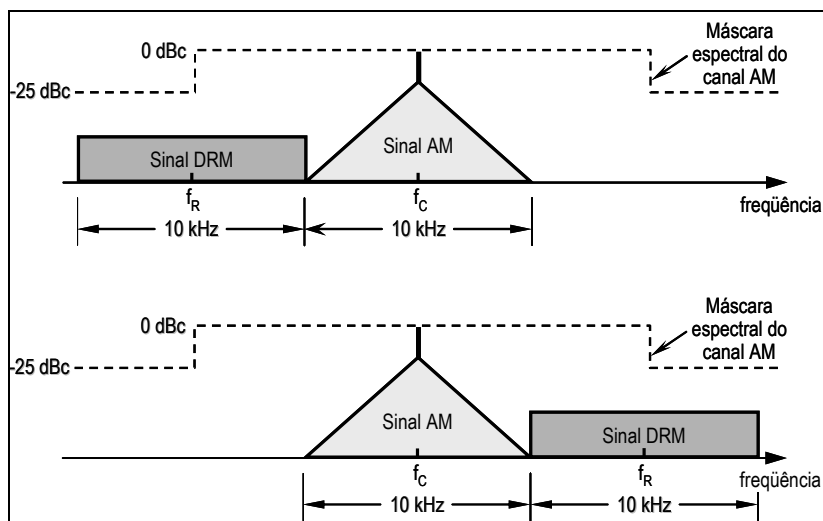 0 dBc
Máscara
espectral do
canal AM
-25 dBc
Sinal DRM
Sinal AM
f_R
f_C
freqüência
10 kHz
10 kHz
0 dBc
Máscara
espectral do
canal AM
-25 dBc
Sinal AM
Sinal DRM
f_C
f_R
freqüência
10 kHz
10 kHz